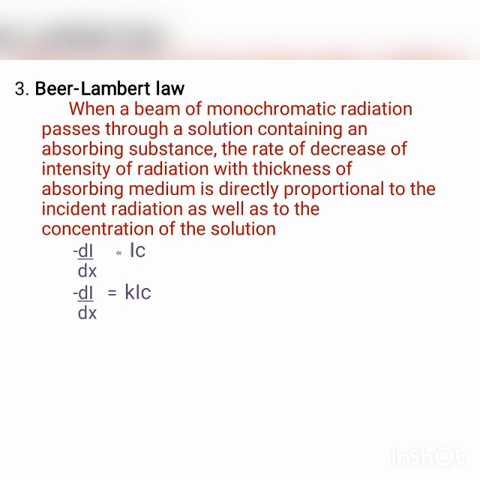 3. Beer-Lambert law
When a beam of monochromatic radiation
passes through a solution containing an
absorbing substance, the rate of decrease of
intensity of radiation with thickness of
absorbing medium is directly proportional to the
incident radiation as well as to the
concentration of the solution
-dI ∝ Ic
dx
-dI = kIc
dx
InShOt